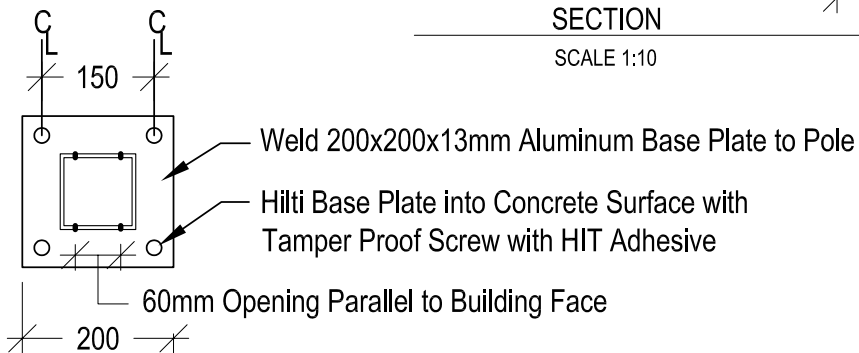 SECTION
SCALE 1:10
C
L
C
L
150
Weld 200x200x13mm Aluminum Base Plate to Pole
Hilti Base Plate into Concrete Surface with
Tamper Proof Screw with HIT Adhesive
60mm Opening Parallel to Building Face
200